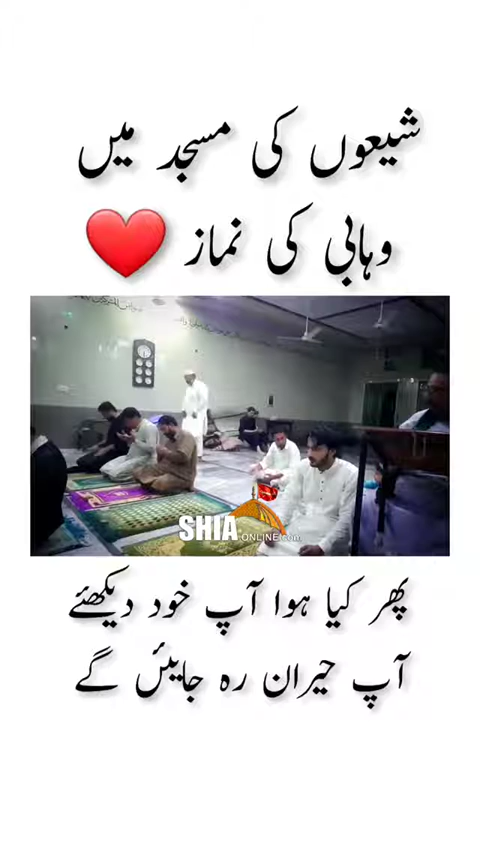 شیعوں کی مسجد میں
وہابی کی نماز ❤️
SHIA
ONLINE.com
پھر کیا ہوا آپ خود دیکھئے
آپ حیران رہ جایئں گے